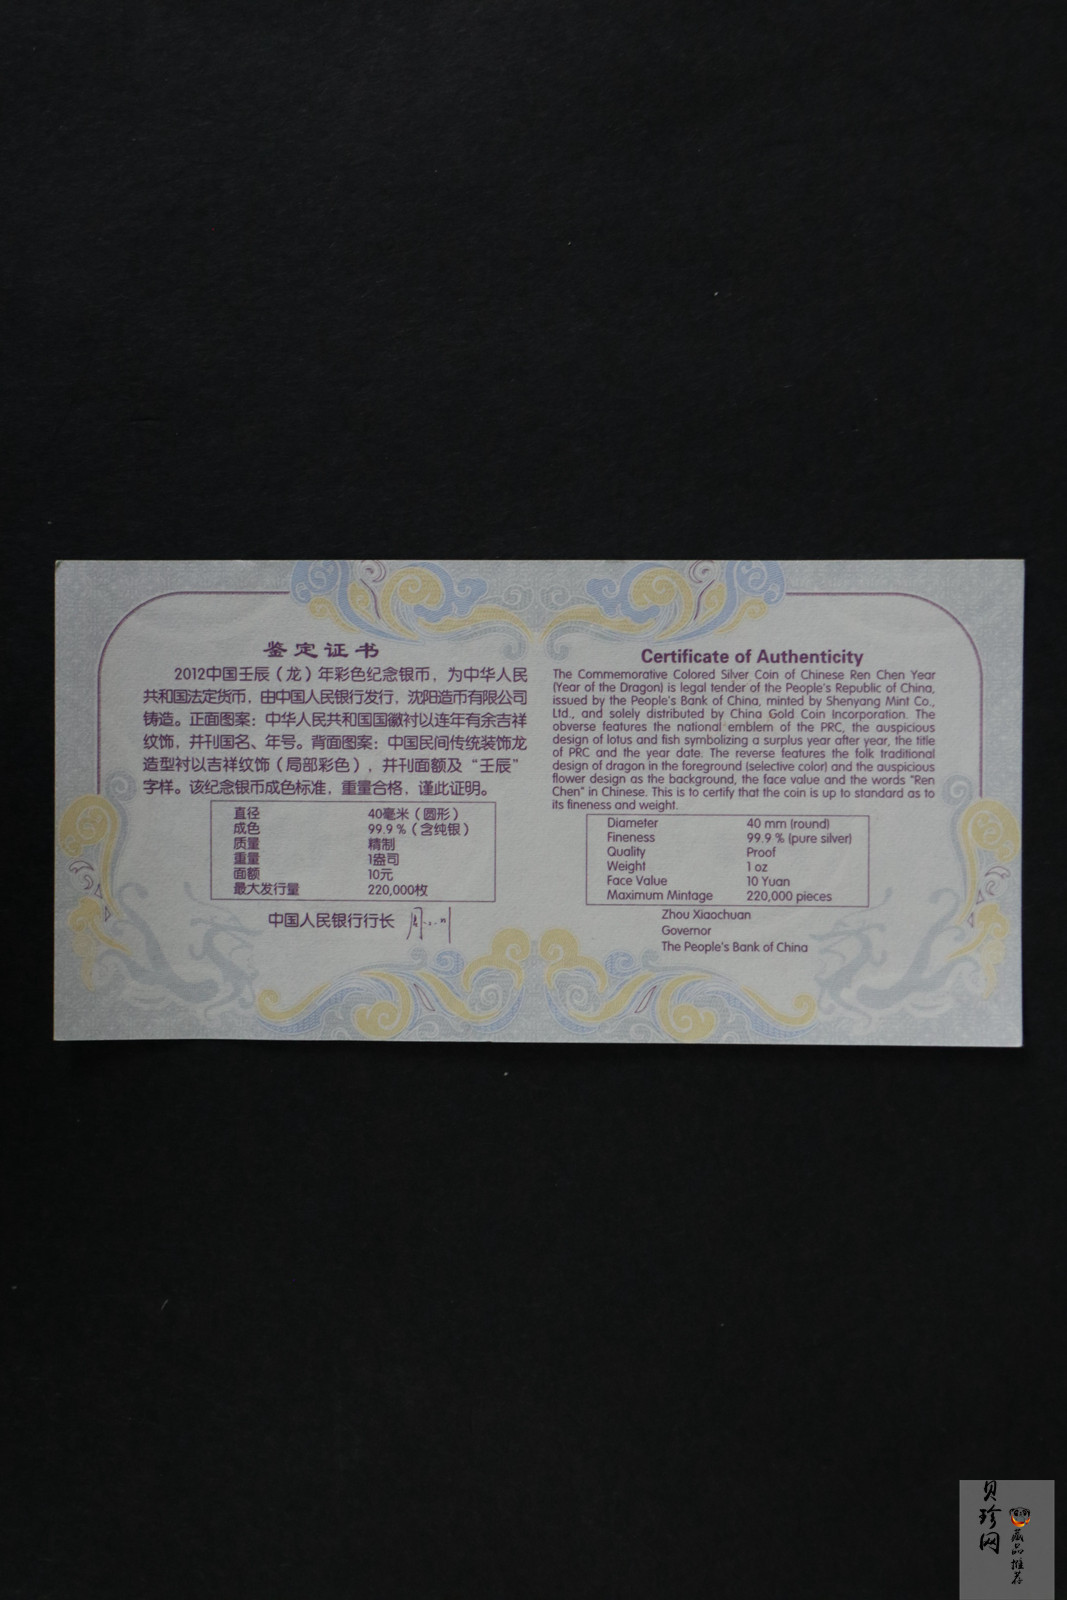 鉴定证书
2012中国壬辰（龙）年彩色纪念银币，为中华人民
共和国法定货币，由中国人民银行发行，沈阳造币有限公司
铸造。正面图案：中华人民共和国国徽衬以连年有余吉祥
纹饰，并刊国名、年号。背面图案：中国民间传统装饰龙
造型衬以吉祥纹饰（局部彩色），并刊面额及“壬辰”
字样。该纪念银币成色标准，重量合格，谨此证明。
直径 40毫米（圆形）
成色 99.9％（含纯银）
质量 精制
重量 1盎司
面额 10元
最大发行量 220,000枚
中国人民银行行长
Certificate of Authenticity
The Commemorative Colored Silver Coin of Chinese Ren Chen Year
(Year of the Dragon) is legal tender of the People's Republic of China,
issued by the People's Bank of China, minted by Shenyang Mint Co.,
Ltd., and solely distributed by China Gold Coin Incorporation. The
obverse features the national emblem of the PRC, the auspicious
design of lotus and fish symbolizing a surplus year after year, the title
of PRC and the year date. The reverse features the folk traditional
design of dragon in the foreground (selective color) and the auspicious
flower design as the background, the face value and the words "Ren
Chen" in Chinese. This is to certify that the coin is up to standard as to
its fineness and weight.
Diameter 40 mm (round)
Fineness 99.9 % (pure silver)
Quality Proof
Weight 1 oz
Face Value 10 Yuan
Maximum Mintage 220,000 pieces
Zhou Xiaochuan
Governor
The People's Bank of China
贝珍网
藏品推荐